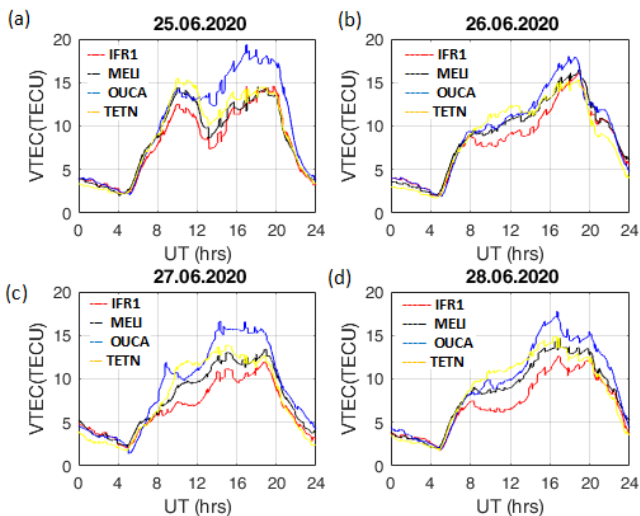 (a)
25.06.2020
VTEC(TECU)
20
15
10
5
0
IFR1
MELI
OUCA
TETN
0 4 8 12 16 20 24
UT (hrs)
(b)
26.06.2020
VTEC(TECU)
20
15
10
5
0
IFR1
MELI
OUCA
TETN
0 4 8 12 16 20 24
UT (hrs)
(c)
27.06.2020
VTEC(TECU)
20
15
10
5
0
IFR1
MELI
OUCA
TETN
0 4 8 12 16 20 24
UT (hrs)
(d)
28.06.2020
VTEC(TECU)
20
15
10
5
0
IFR1
MELI
OUCA
TETN
0 4 8 12 16 20 24
UT (hrs)